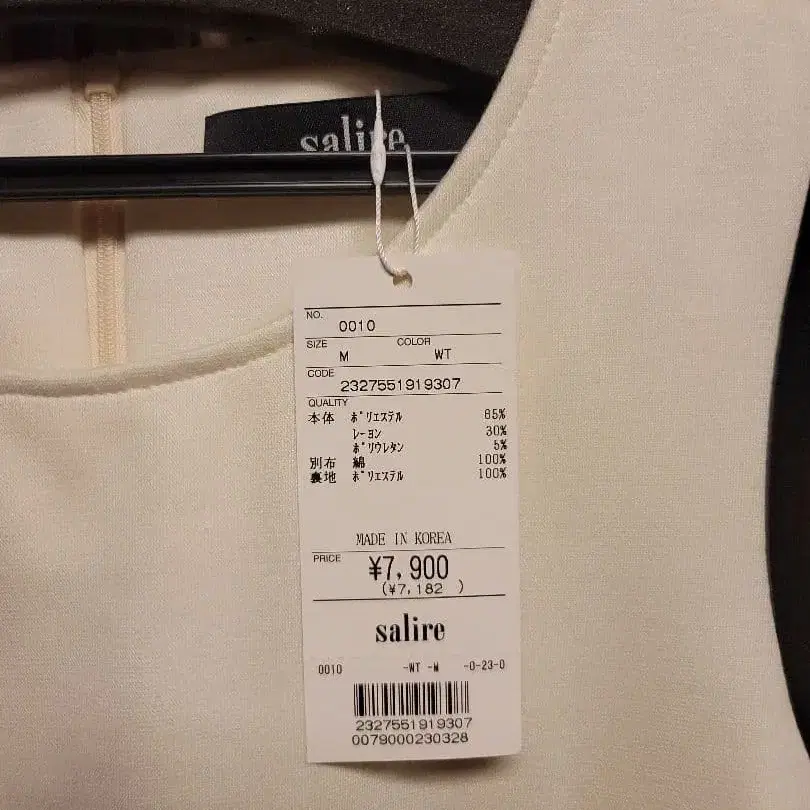 salire
NO. 0010
SIZE M COLOR WT
CODE 2327551919307
QUALITY
本体 ポリエステル 65%
レーヨン 30%
ポリウレタン 5%
別布 綿 100%
裏地 ポリエステル 100%
MADE IN KOREA
PRICE ¥7,900
(¥7,182 )
salire
0010 -WT -M -0-23-0
2327551919307
0079000230328